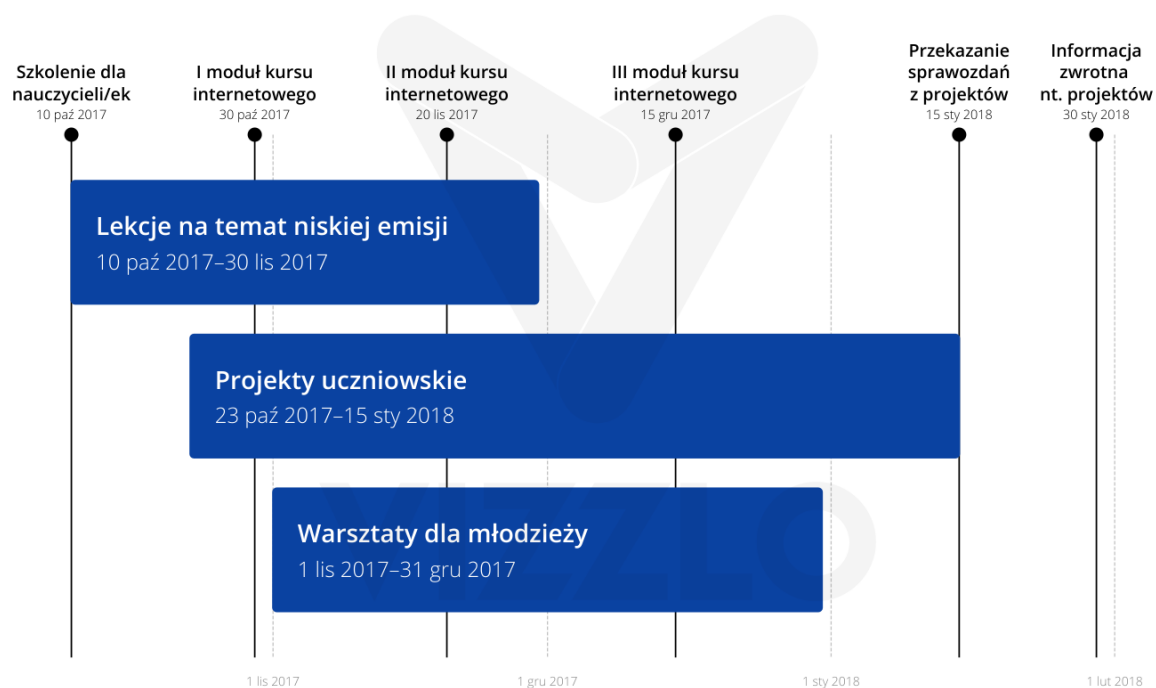 Szkolenie dla
nauczycieli/ek
10 paź 2017
I moduł kursu
internetowego
30 paź 2017
II moduł kursu
internetowego
20 lis 2017
III moduł kursu
internetowego
15 gru 2017
Przekazanie
sprawozdań
z projektów
15 sty 2018
Informacja
zwrotna
nt. projektów
30 sty 2018
Lekcje na temat niskiej emisji
10 paź 2017–30 lis 2017
Projekty uczniowskie
23 paź 2017–15 sty 2018
Warsztaty dla młodzieży
1 lis 2017–31 gru 2017
VIZZLO
1 lis 2017
1 gru 2017
1 sty 2018
1 lut 2018